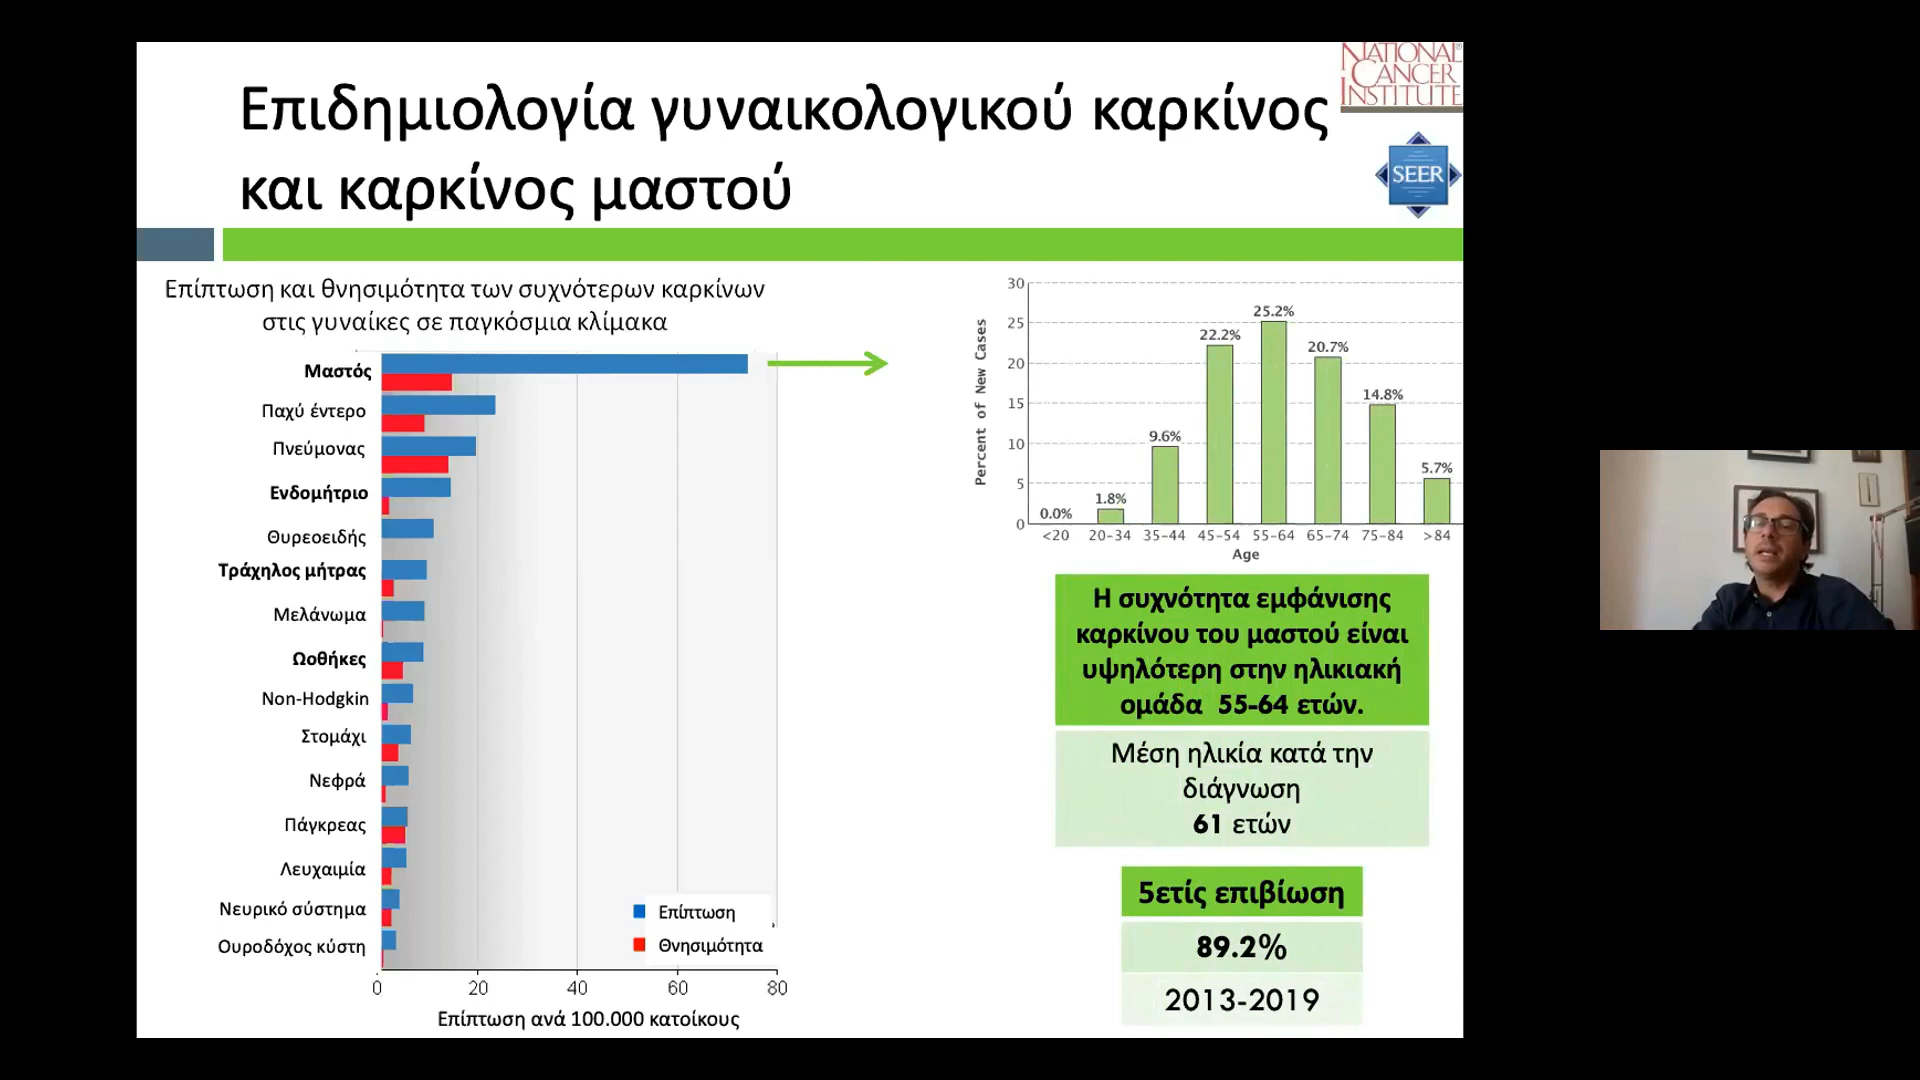 Επιδημιολογία γυναικολογικού καρκίνος
και καρκίνος μαστού
NATIONAL
CANCER
INSTITUTE
SEER
Επίπτωση και θνησιμότητα των συχνότερων καρκίνων
στις γυναίκες σε παγκόσμια κλίμακα
Μαστός
Παχύ έντερο
Πνεύμονας
Ενδομήτριο
Θυρεοειδής
Τράχηλος μήτρας
Μελάνωμα
Ωοθήκες
Non-Hodgkin
Στομάχι
Νεφρά
Πάγκρεας
Λευχαιμία
Νευρικό σύστημα
Ουροδόχος κύστη
Επίπτωση
Θνησιμότητα
0 20 40 60 80
Επίπτωση ανά 100.000 κατοίκους
Percent of New Cases
30
25
20
15
10
5
0
0.0% 1.8% 9.6% 22.2% 25.2% 20.7% 14.8% 5.7%
<20 20-34 35-44 45-54 55-64 65-74 75-84 >84
Age
Η συχνότητα εμφάνισης
καρκίνου του μαστού είναι
υψηλότερη στην ηλικιακή
ομάδα 55-64 ετών.
Μέση ηλικία κατά την
διάγνωση
61 ετών
5ετίς επιβίωση
89.2%
2013-2019